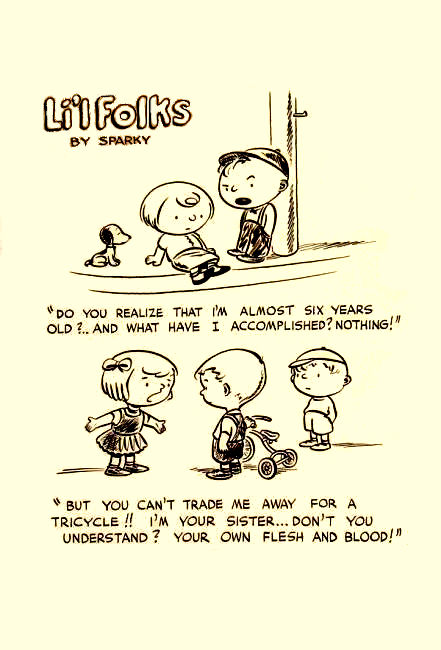 Li'l Folks
BY SPARKY
"DO YOU REALIZE THAT I'M ALMOST SIX YEARS
OLD?.. AND WHAT HAVE I ACCOMPLISHED? NOTHING!"
"BUT YOU CAN'T TRADE ME AWAY FOR A
TRICYCLE!! I'M YOUR SISTER... DON'T YOU
UNDERSTAND? YOUR OWN FLESH AND BLOOD!"